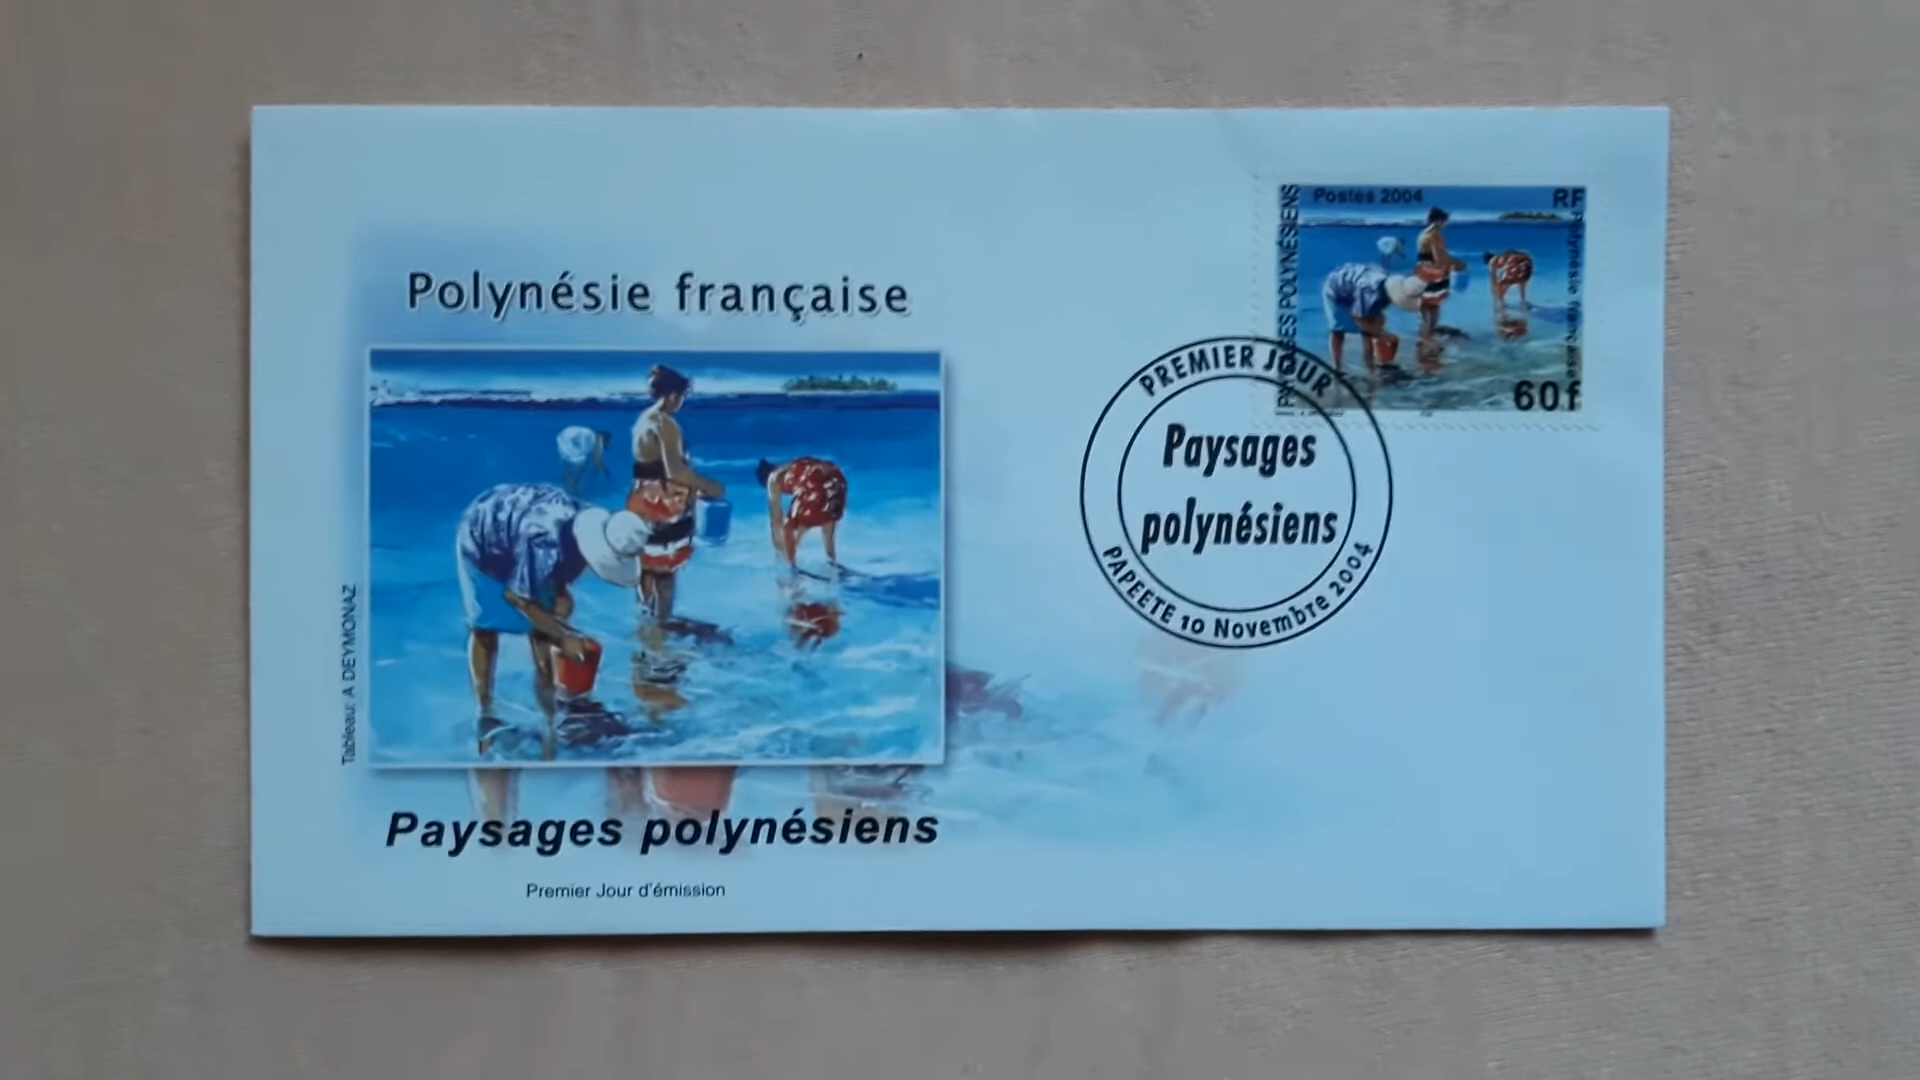 Polynésie française
Tableau: A DEYMONAZ
Paysages polynésiens
Premier Jour d'émission
Postes 2004
RF
PAYSAGES POLYNÉSIENS
Polynésie française
60f
PREMIER JOUR
Paysages
polynésiens
PAPEETE 10 Novembre 2004